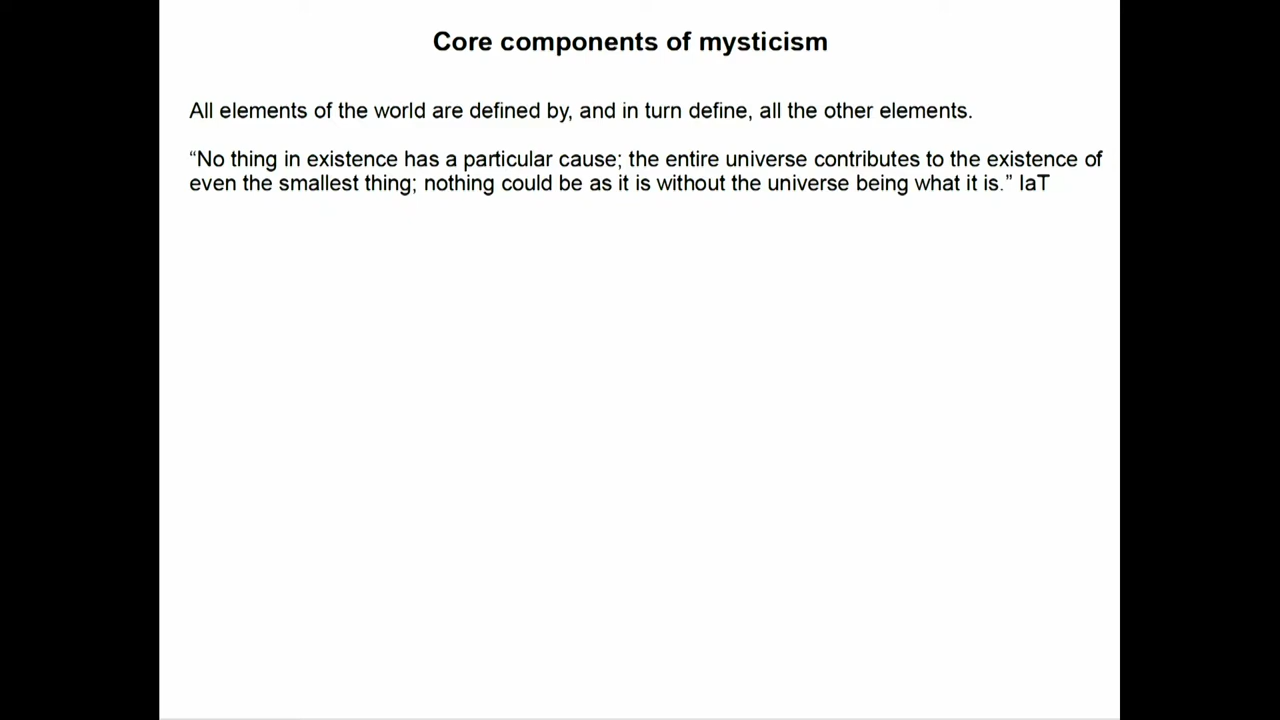 Core components of mysticism
All elements of the world are defined by, and in turn define, all the other elements.
“No thing in existence has a particular cause; the entire universe contributes to the existence of
even the smallest thing; nothing could be as it is without the universe being what it is.” IaT